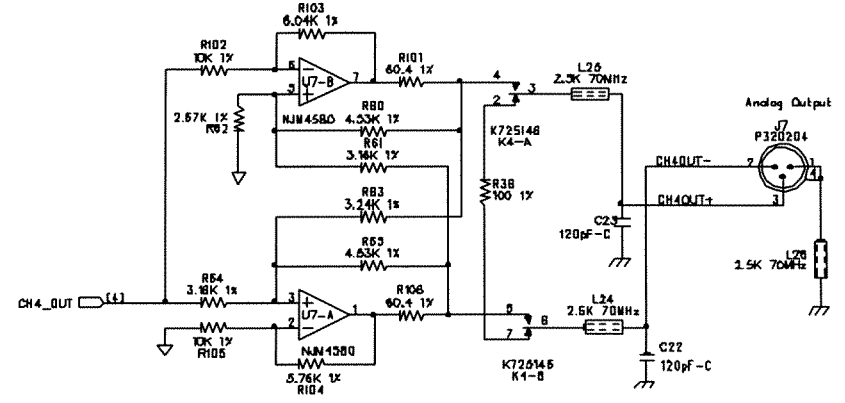 R103
6.04K 1%
R102
10K 1%
R101
60.4 1%
6
U7-B
7
5
NJM4580
2.67K 1%
R62
R60
4.53K 1%
R61
3.16K 1%
R63
3.24K 1%
R65
4.53K 1%
4
3
2
K725146
K4-A
R38
100 1%
2.5K 70MHz
Analog Output
J7
P320204
CH4OUT-
2
1
4
CH4OUT+
3
C23
120pF-C
2.5K 70MHz
CH4_OUT
[4]
R64
3.16K 1%
3
U7-A
1
2
10K 1%
R105
NJM4580
5.76K 1%
R104
R106
60.4 1%
5
6
7
K725146
K4-B
L24
2.5K 70MHz
C22
120pF-C